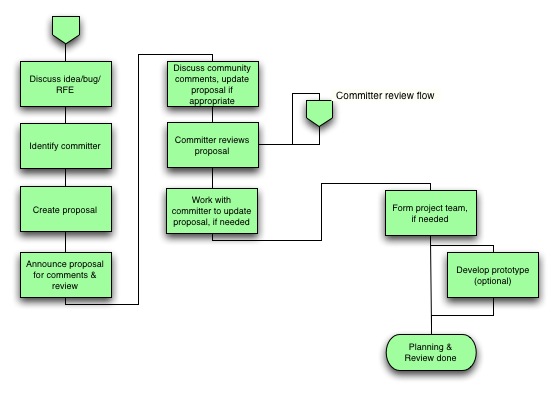 Discuss idea/bug/
RFE
Identify committer
Create proposal
Announce proposal
for comments &
review
Discuss community
comments, update
proposal if
appropriate
Committer reviews
proposal
Committer review flow
Work with
committer to update
proposal, if needed
Form project team,
if needed
Develop prototype
(optional)
Planning &
Review done